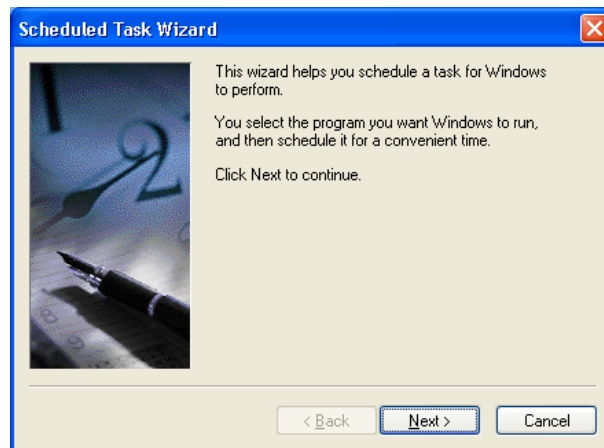 Scheduled Task Wizard
This wizard helps you schedule a task for Windows
to perform.
You select the program you want Windows to run,
and then schedule it for a convenient time.
Click Next to continue.
2
< Back
Next >
Cancel